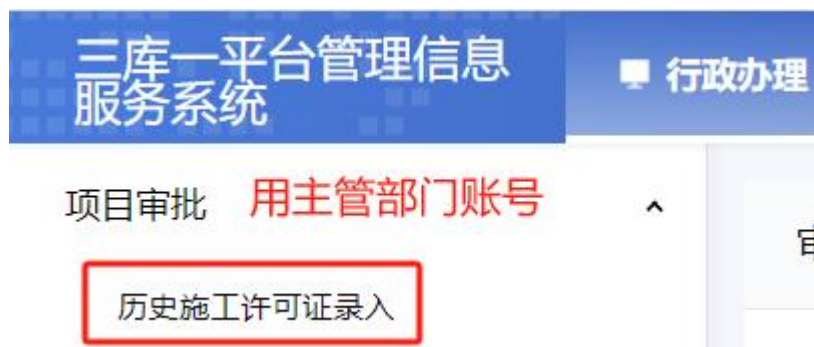 三库一平台管理信息
服务系统
行政办理
项目审批 用主管部门账号
历史施工许可证录入